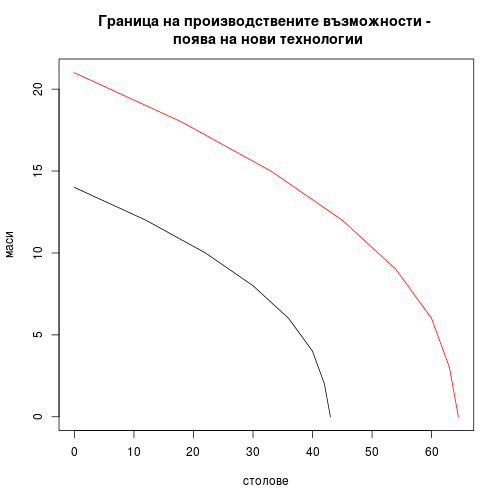 Граница на производствените възможности -
поява на нови технологии
маси
20
15
10
5
0
0 10 20 30 40 50 60
столове